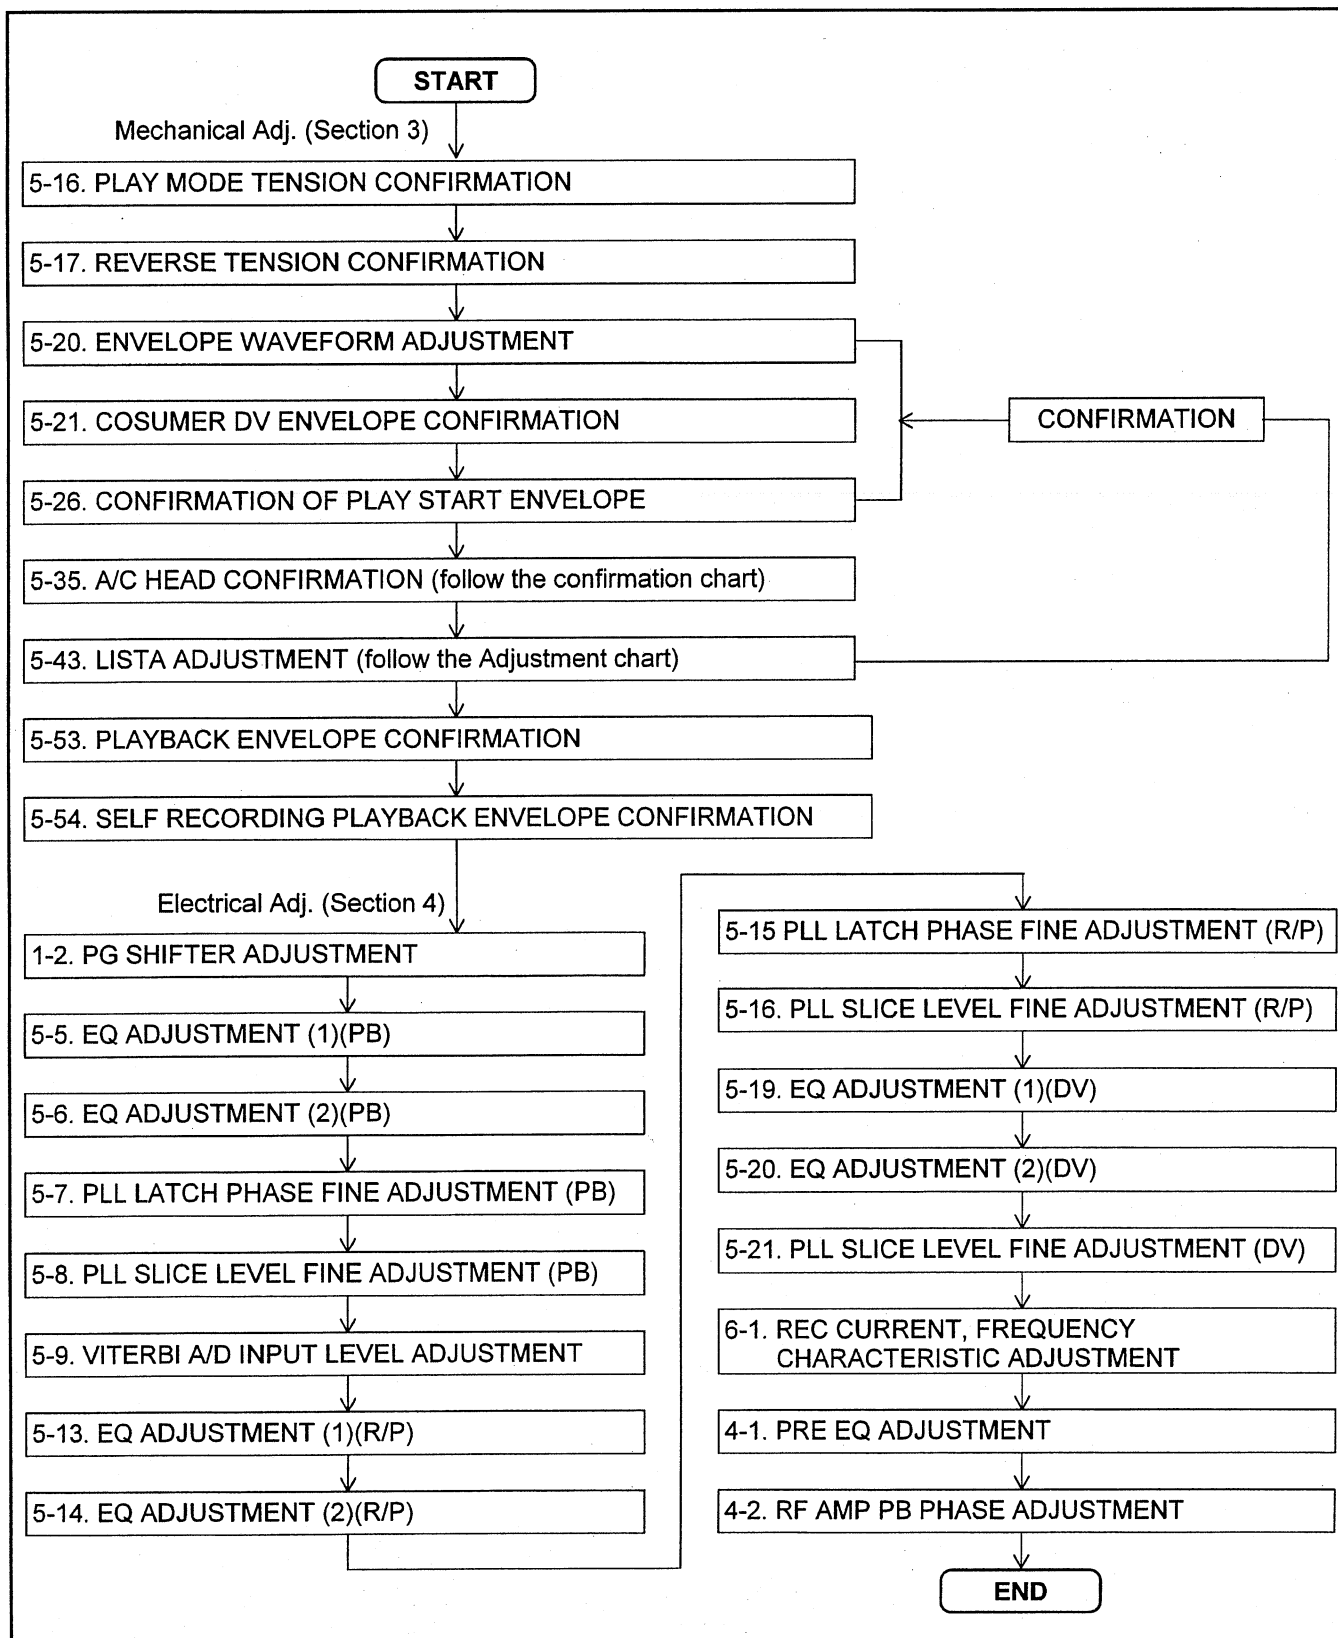 START
Mechanical Adj. (Section 3)
5-16. PLAY MODE TENSION CONFIRMATION
5-17. REVERSE TENSION CONFIRMATION
5-20. ENVELOPE WAVEFORM ADJUSTMENT
5-21. COSUMER DV ENVELOPE CONFIRMATION
CONFIRMATION
5-26. CONFIRMATION OF PLAY START ENVELOPE
5-35. A/C HEAD CONFIRMATION (follow the confirmation chart)
5-43. LISTA ADJUSTMENT (follow the Adjustment chart)
5-53. PLAYBACK ENVELOPE CONFIRMATION
5-54. SELF RECORDING PLAYBACK ENVELOPE CONFIRMATION
Electrical Adj. (Section 4)
1-2. PG SHIFTER ADJUSTMENT
5-5. EQ ADJUSTMENT (1)(PB)
5-6. EQ ADJUSTMENT (2)(PB)
5-7. PLL LATCH PHASE FINE ADJUSTMENT (PB)
5-8. PLL SLICE LEVEL FINE ADJUSTMENT (PB)
5-9. VITERBI A/D INPUT LEVEL ADJUSTMENT
5-13. EQ ADJUSTMENT (1)(R/P)
5-14. EQ ADJUSTMENT (2)(R/P)
5-15 PLL LATCH PHASE FINE ADJUSTMENT (R/P)
5-16. PLL SLICE LEVEL FINE ADJUSTMENT (R/P)
5-19. EQ ADJUSTMENT (1)(DV)
5-20. EQ ADJUSTMENT (2)(DV)
5-21. PLL SLICE LEVEL FINE ADJUSTMENT (DV)
6-1. REC CURRENT, FREQUENCY
CHARACTERISTIC ADJUSTMENT
4-1. PRE EQ ADJUSTMENT
4-2. RF AMP PB PHASE ADJUSTMENT
END